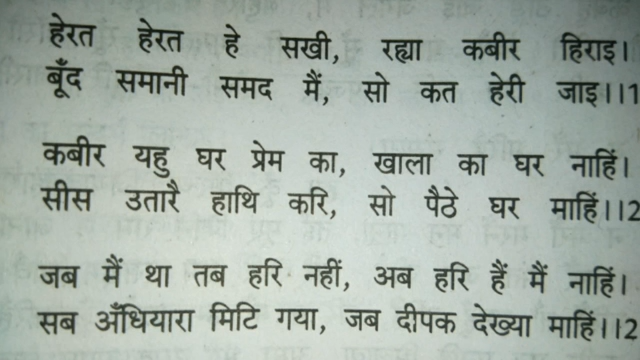 हेरत हेरत हे सखी, रह्या कबीर हिराइ।
बूँद समानी समद मैं, सो कत हेरी जाइ।।1
कबीर यहु घर प्रेम का, खाला का घर नाहिं।
सीस उतारै हाथि करि, सो पैठे घर माहिं।।2
जब मैं था तब हरि नहीं, अब हरि हैं मैं नाहिं।
सब अँधियारा मिटि गया, जब दीपक देख्या माहिं।।2